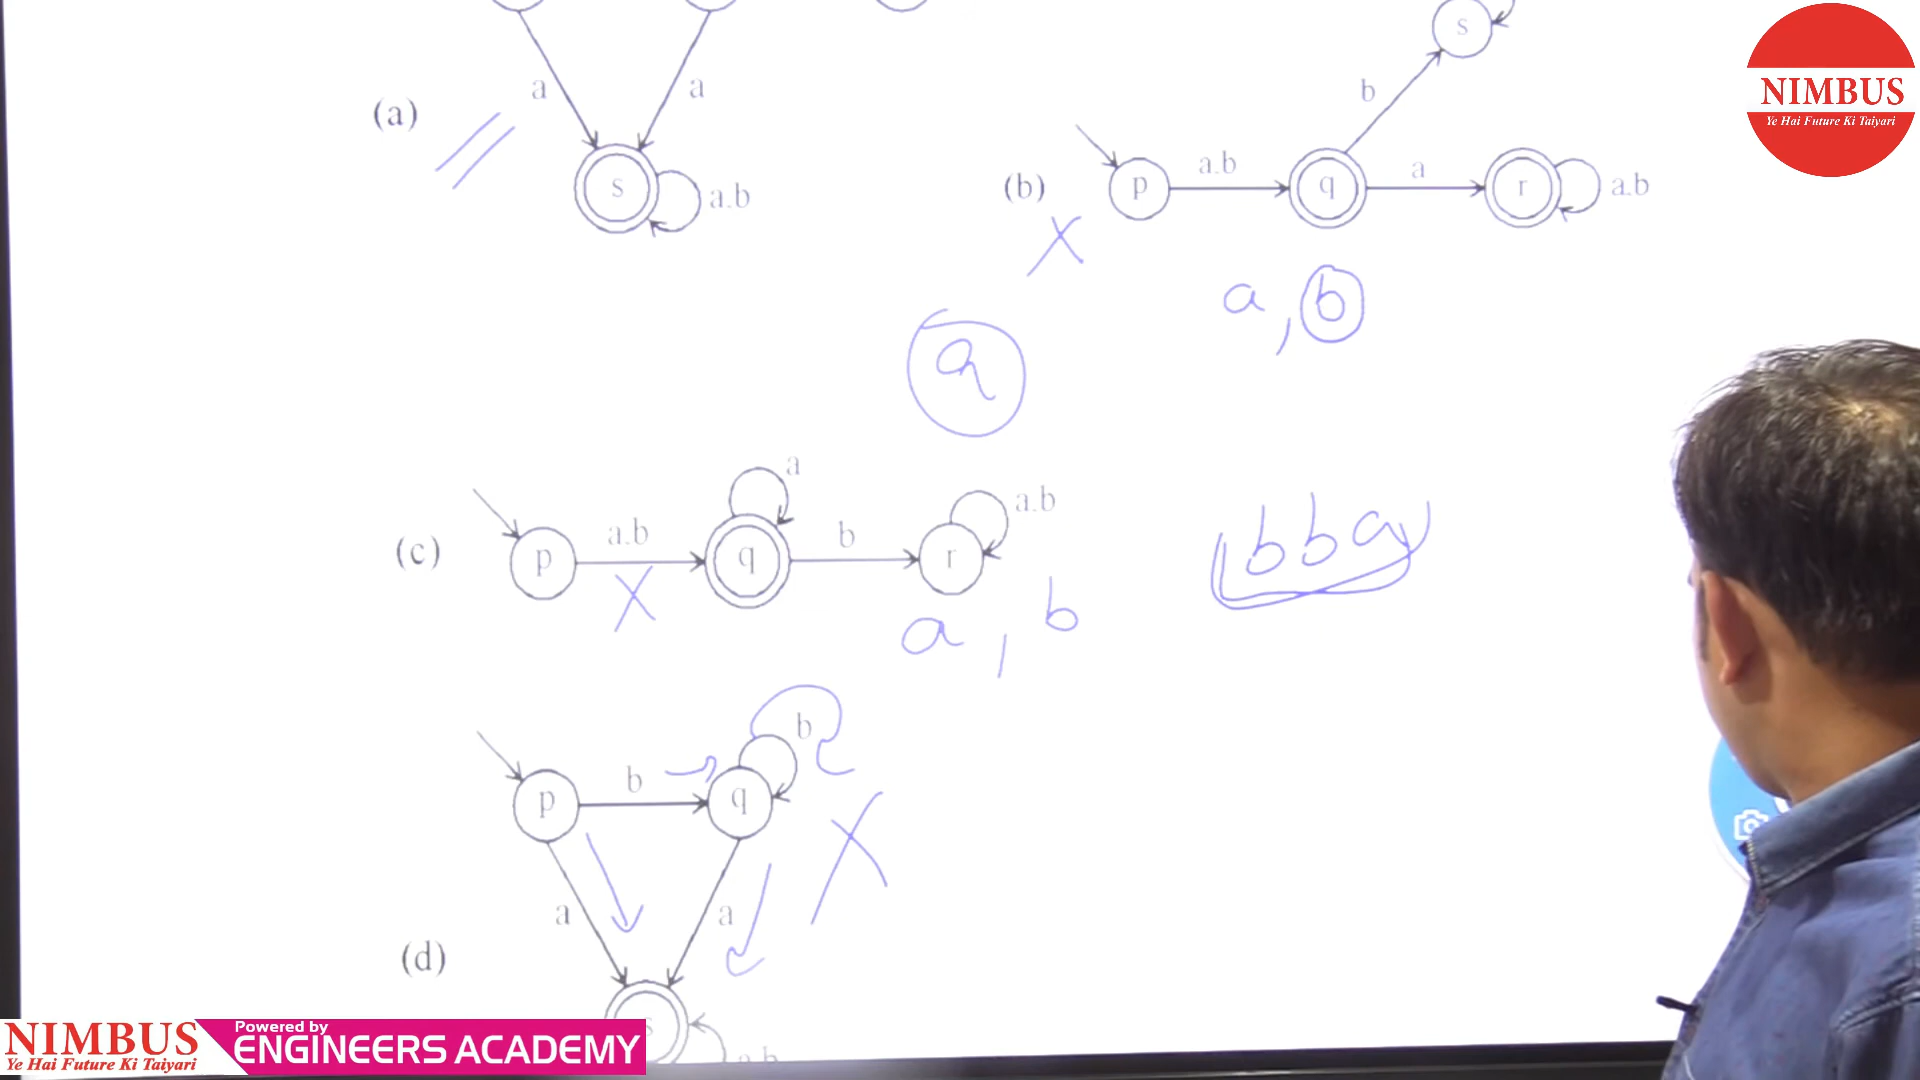 NIMBUS
Ye Hai Future Ki Taiyari
s
b
a
a
(a)
s
a.b
(b)
p
a.b
q
a
r
a.b
X
a, b
a
a
a.b
(c)
p
a.b
q
b
r
X
a, b
bba
b
p
b
q
X
a
a
(d)
s
a.b
NIMBUS
Ye Hai Future Ki Taiyari
Powered by
ENGINEERS ACADEMY